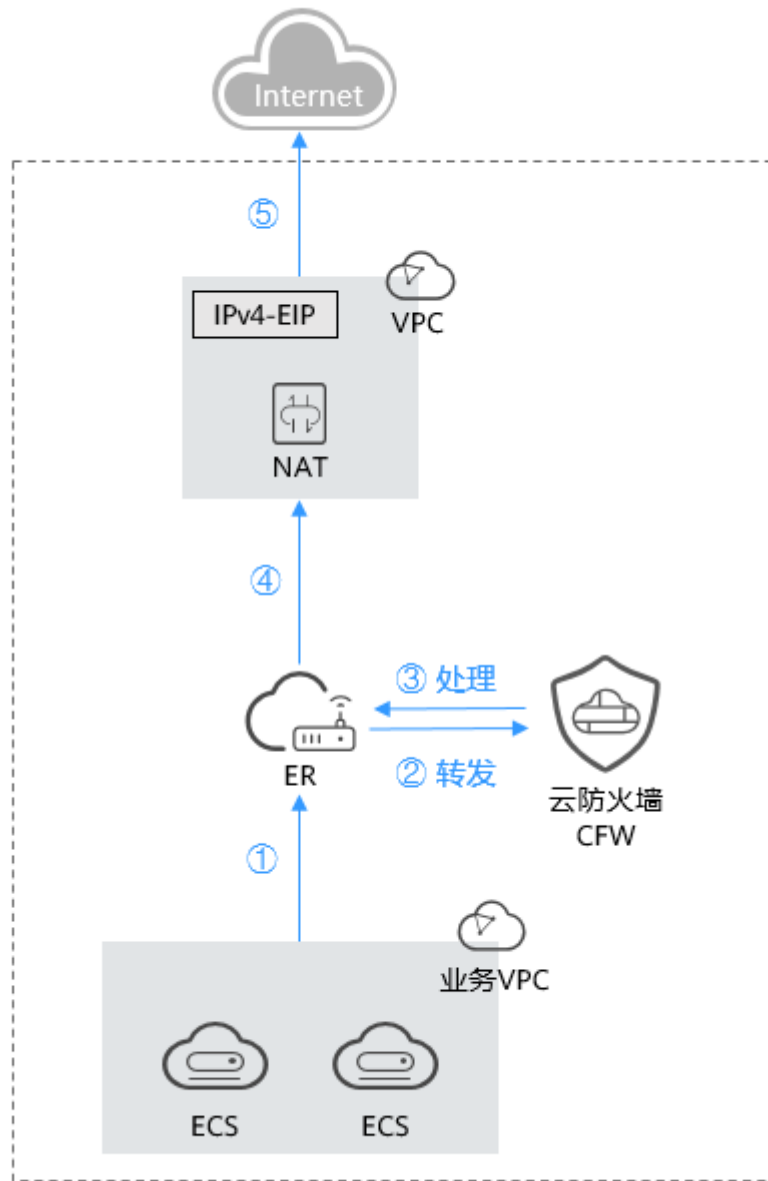 Internet
⑤
IPv4-EIP
VPC
NAT
④
③ 处理
② 转发
ER
云防火墙
CFW
①
业务VPC
ECS
ECS